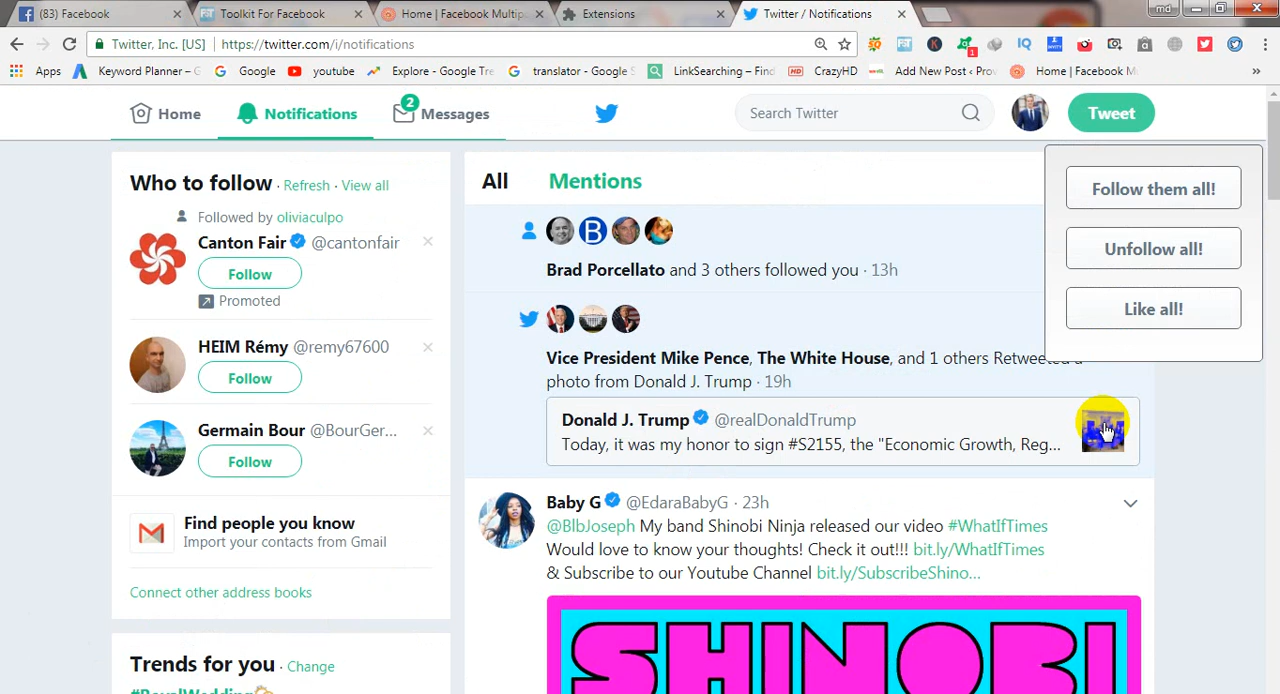 (83) Facebook
Toolkit For Facebook
Home | Facebook Multip
Extensions
Twitter / Notifications
md
Twitter, Inc. [US] https://twitter.com/i/notifications
Apps Keyword Planner – G Google youtube Explore - Google Tre translator - Google S LinkSearching – Find CrazyHD Add New Post ‹ Prov Home | Facebook M »
Home Notifications 2 Messages Search Twitter Tweet
Who to follow · Refresh · View all
Followed by oliviaculpo
Canton Fair @cantonfair
Follow
Promoted
HEIM Rémy @remy67600
Follow
Germain Bour @BourGer...
Follow
Find people you know
Import your contacts from Gmail
Connect other address books
Trends for you · Change
#RoyalWedding
All Mentions
B
Brad Porcellato and 3 others followed you · 13h
Vice President Mike Pence, The White House, and 1 others Retweeted a
photo from Donald J. Trump · 19h
Donald J. Trump @realDonaldTrump
Today, it was my honor to sign #S2155, the "Economic Growth, Reg...
Baby G @EdaraBabyG · 23h
@BlbJoseph My band Shinobi Ninja released our video #WhatIfTimes
Would love to know your thoughts! Check it out!!! bit.ly/WhatIfTimes
& Subscribe to our Youtube Channel bit.ly/SubscribeShino...
SHINOBI
Follow them all!
Unfollow all!
Like all!